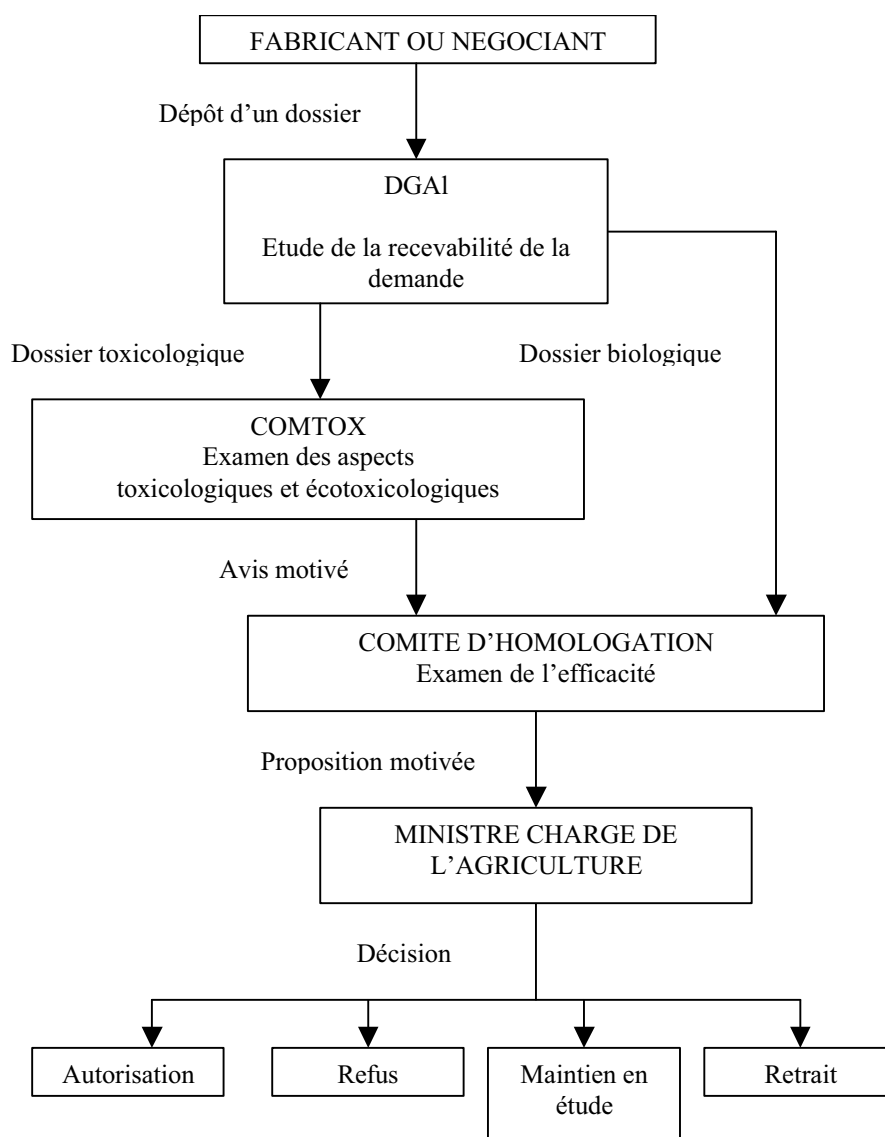 FABRICANT OU NEGOCIANT
Dépôt d’un dossier
DGAl
Etude de la recevabilité de la
demande
Dossier toxicologique
Dossier biologique
COMTOX
Examen des aspects
toxicologiques et écotoxicologiques
Avis motivé
COMITE D’HOMOLOGATION
Examen de l’efficacité
Proposition motivée
MINISTRE CHARGE DE
L’AGRICULTURE
Décision
Autorisation
Refus
Maintien en
étude
Retrait